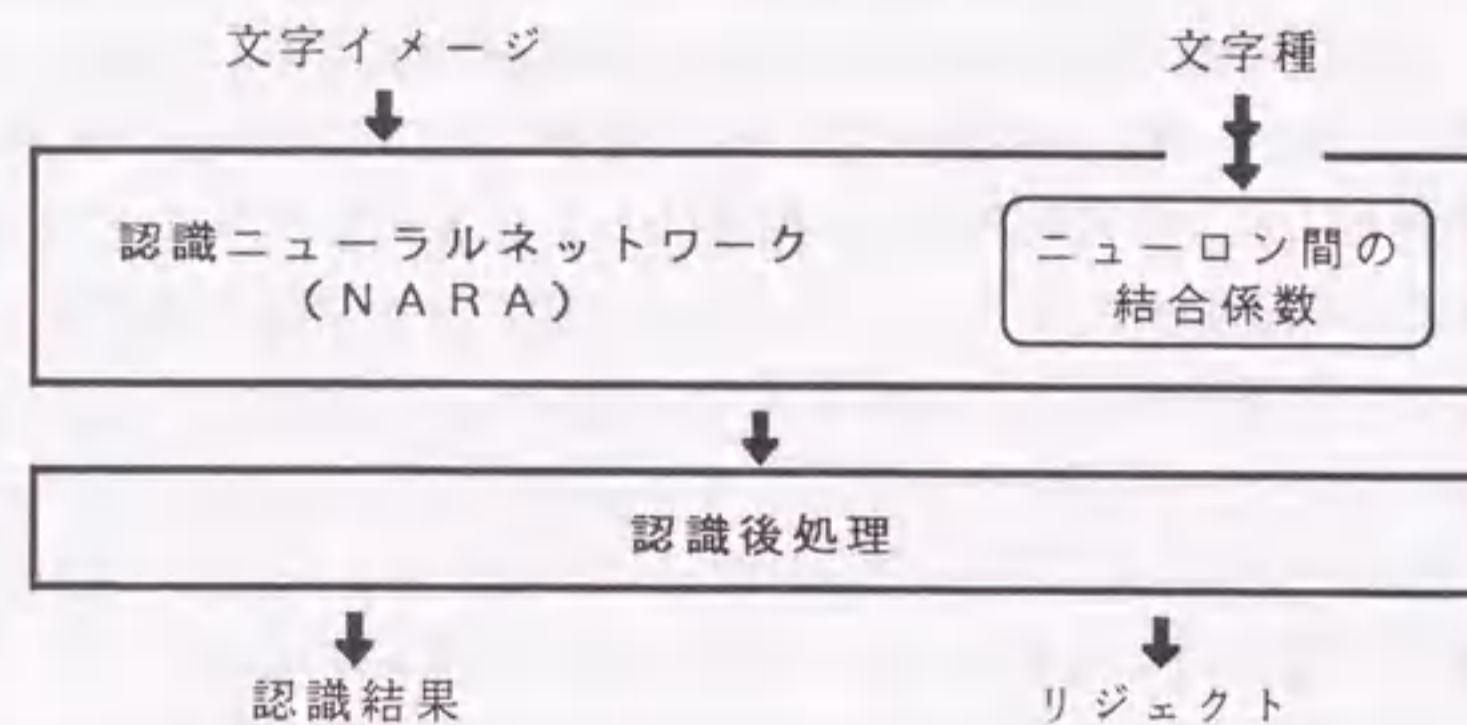 文字イメージ
文字種
認識ニューラルネットワーク
(NARA)
ニューロン間の
結合係数
認識後処理
認識結果
リジェクト